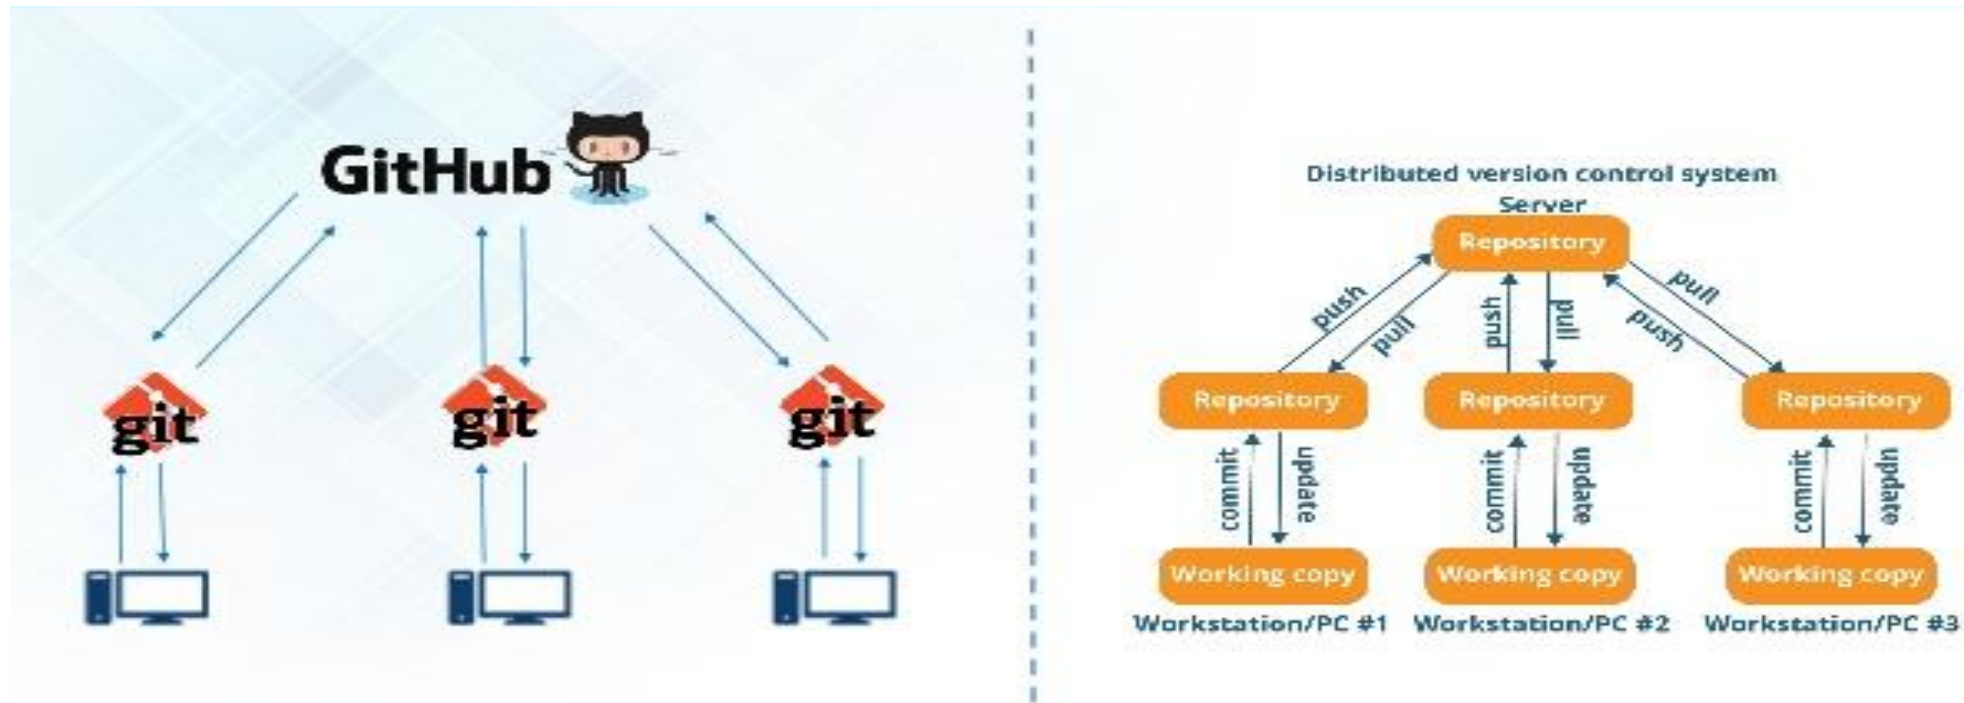 GitHub
git
git
git
Distributed version control system
Server
Repository
push
pull
push
pull
push
pull
Repository
Repository
Repository
commit
update
commit
update
commit
update
Working copy
Working copy
Working copy
Workstation/PC #1
Workstation/PC #2
Workstation/PC #3